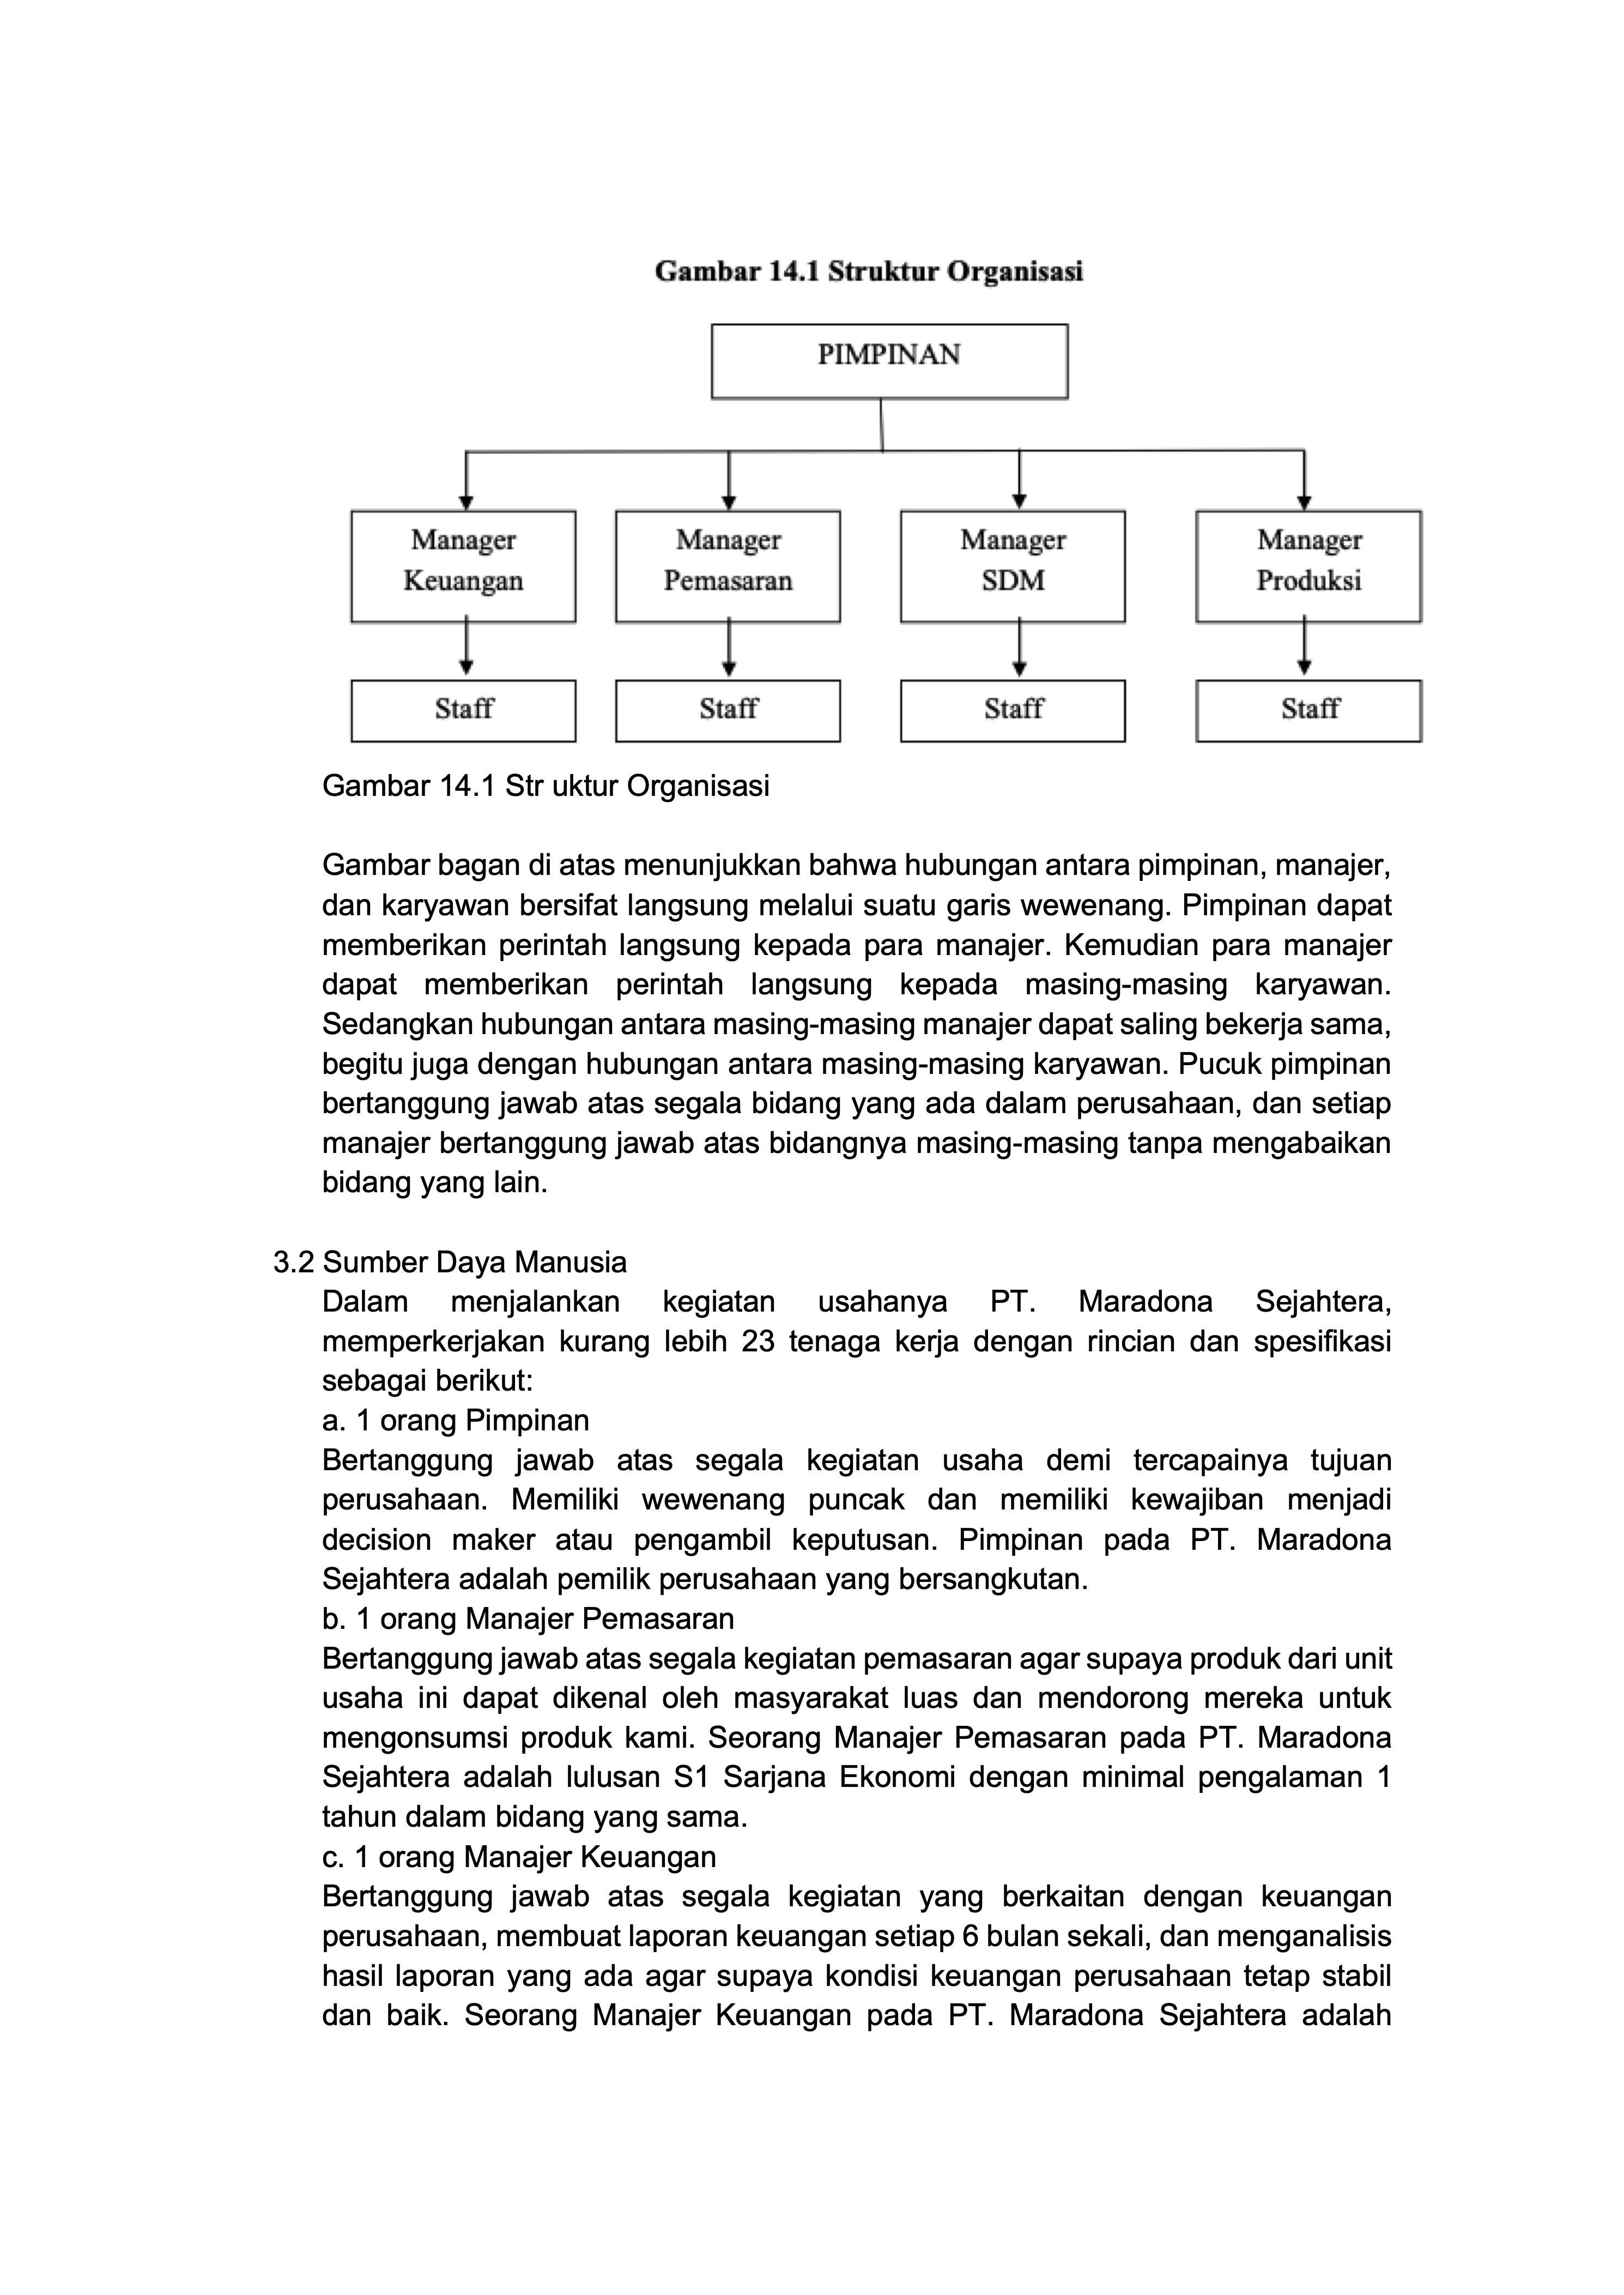 Gambar 14.1 Struktur Organisasi
PIMPINAN
Manager
Keuangan
Manager
Pemasaran
Manager
SDM
Manager
Produksi
Staff
Staff
Staff
Staff
Gambar 14.1 Str uktur Organisasi
Gambar bagan di atas menunjukkan bahwa hubungan antara pimpinan, manajer,
dan karyawan bersifat langsung melalui suatu garis wewenang. Pimpinan dapat
memberikan perintah langsung kepada para manajer. Kemudian para manajer
dapat memberikan perintah langsung kepada masing-masing karyawan.
Sedangkan hubungan antara masing-masing manajer dapat saling bekerja sama,
begitu juga dengan hubungan antara masing-masing karyawan. Pucuk pimpinan
bertanggung jawab atas segala bidang yang ada dalam perusahaan, dan setiap
manajer bertanggung jawab atas bidangnya masing-masing tanpa mengabaikan
bidang yang lain.
3.2 Sumber Daya Manusia
Dalam menjalankan kegiatan usahanya PT. Maradona Sejahtera,
memperkerjakan kurang lebih 23 tenaga kerja dengan rincian dan spesifikasi
sebagai berikut:
a. 1 orang Pimpinan
Bertanggung jawab atas segala kegiatan usaha demi tercapainya tujuan
perusahaan. Memiliki wewenang puncak dan memiliki kewajiban menjadi
decision maker atau pengambil keputusan. Pimpinan pada PT. Maradona
Sejahtera adalah pemilik perusahaan yang bersangkutan.
b. 1 orang Manajer Pemasaran
Bertanggung jawab atas segala kegiatan pemasaran agar supaya produk dari unit
usaha ini dapat dikenal oleh masyarakat luas dan mendorong mereka untuk
mengonsumsi produk kami. Seorang Manajer Pemasaran pada PT. Maradona
Sejahtera adalah lulusan S1 Sarjana Ekonomi dengan minimal pengalaman 1
tahun dalam bidang yang sama.
c. 1 orang Manajer Keuangan
Bertanggung jawab atas segala kegiatan yang berkaitan dengan keuangan
perusahaan, membuat laporan keuangan setiap 6 bulan sekali, dan menganalisis
hasil laporan yang ada agar supaya kondisi keuangan perusahaan tetap stabil
dan baik. Seorang Manajer Keuangan pada PT. Maradona Sejahtera adalah